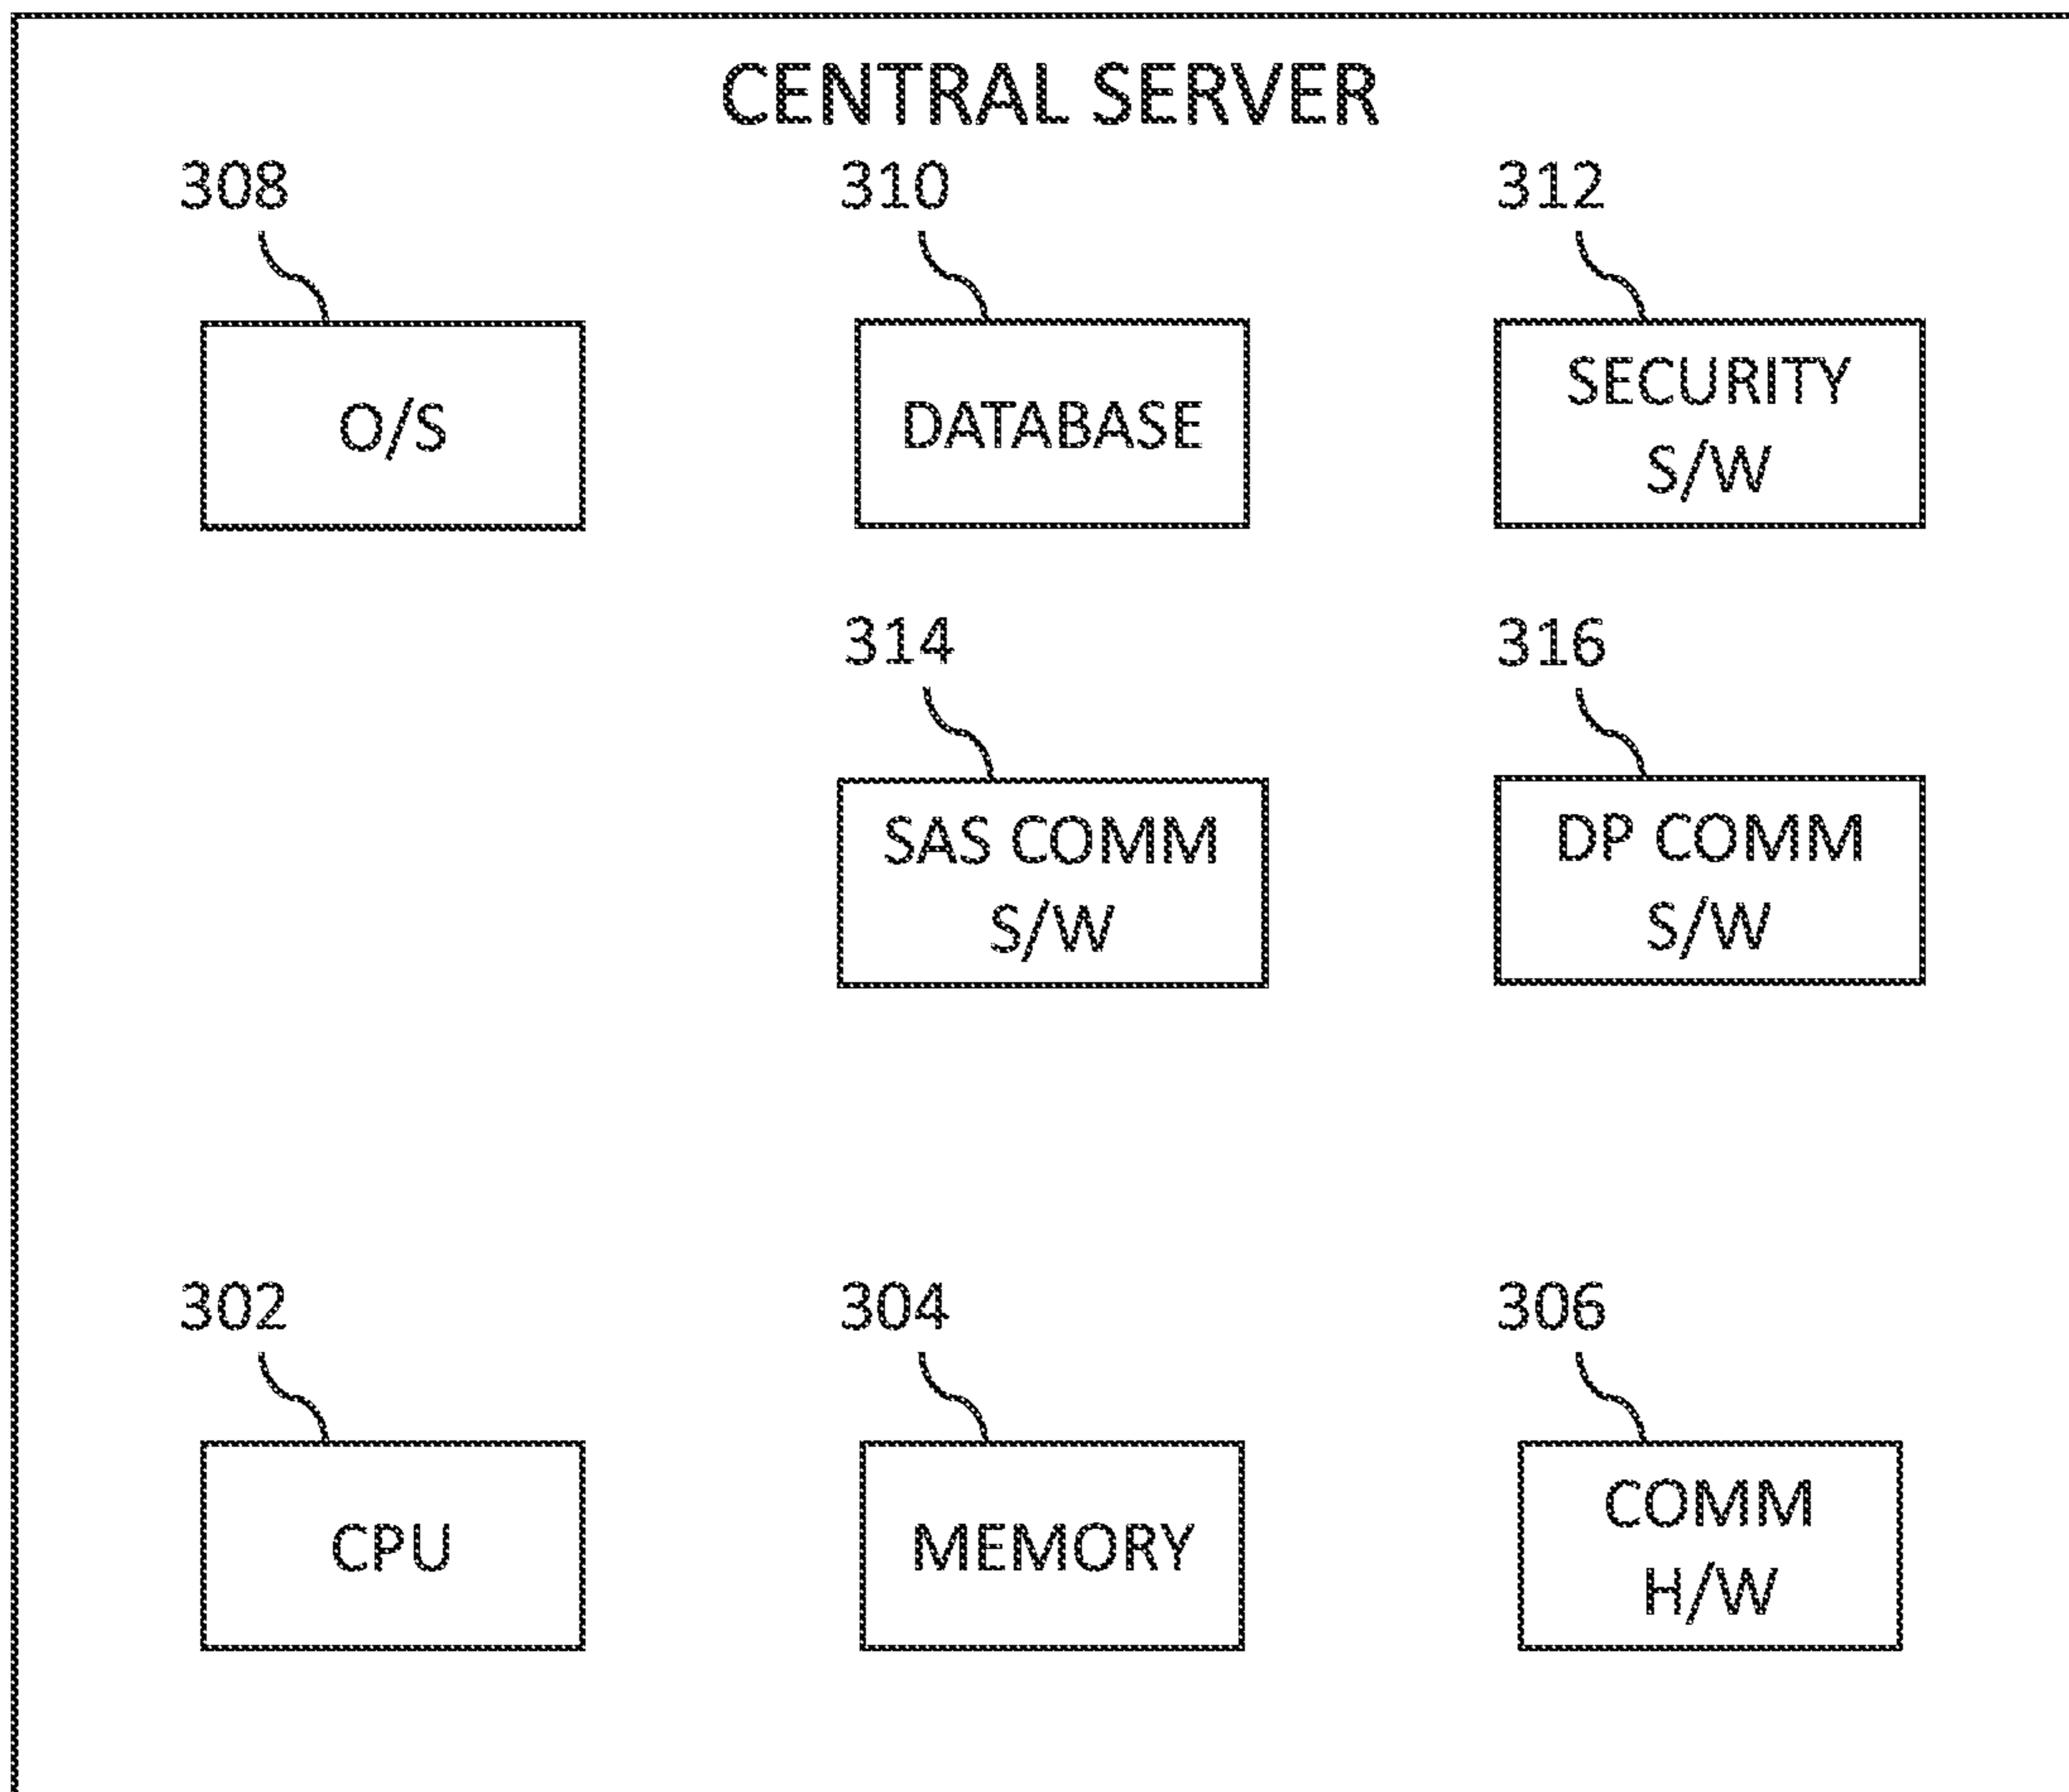 CENTRAL SERVER
308
310
312
O/S
DATABASE
SECURITY
S/W
314
316
SAS COMM
S/W
DP COMM
S/W
302
304
306
CPU
MEMORY
COMM
H/W